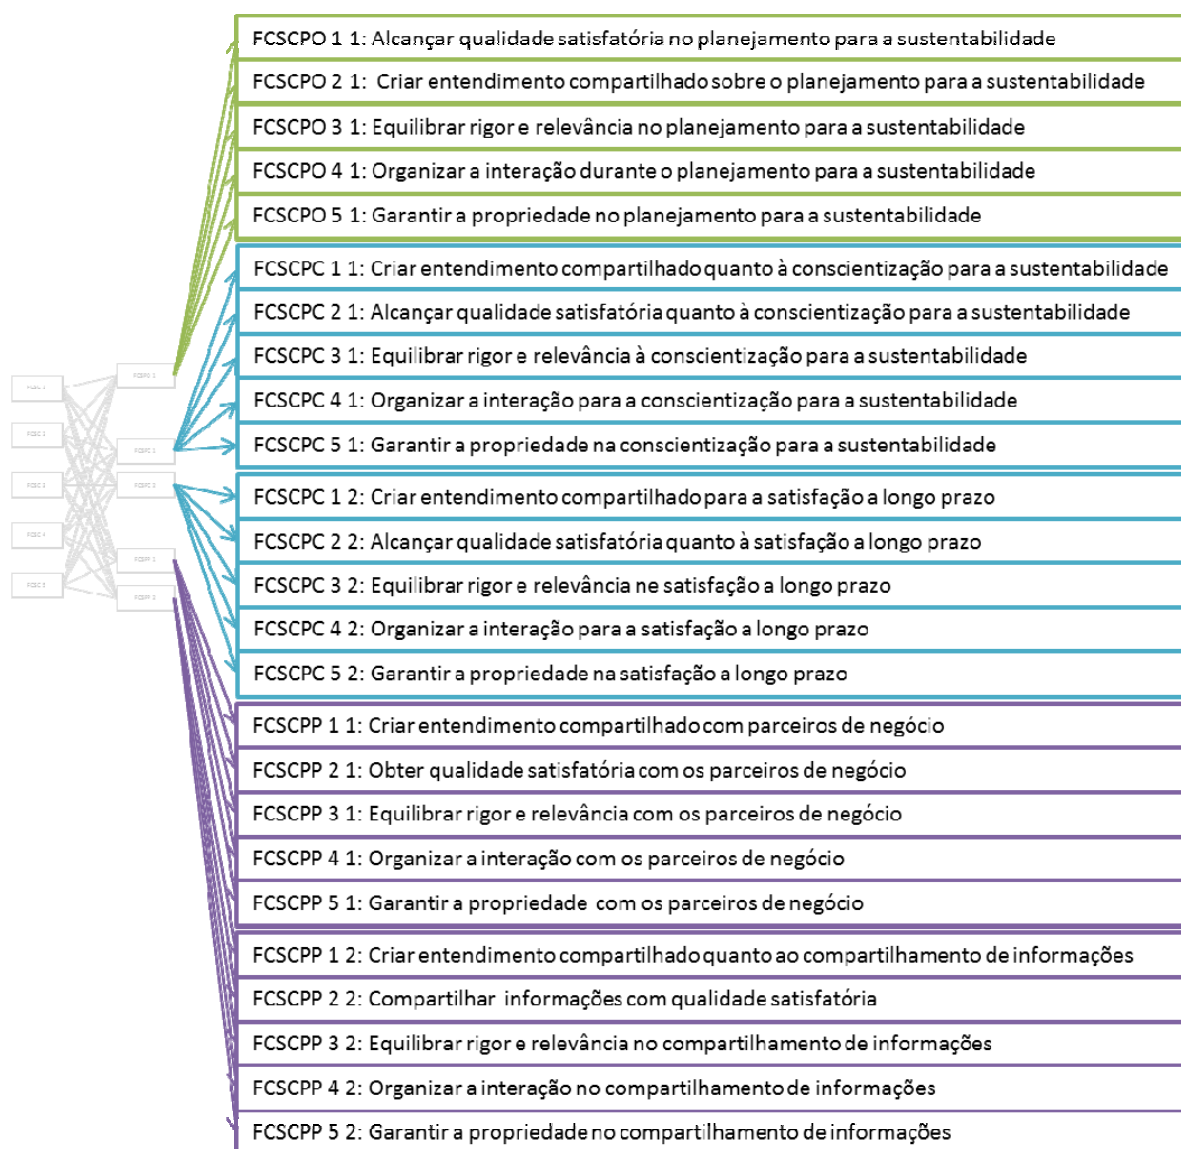 FCSCPO 1 1: Alcançar qualidade satisfatória no planejamento para a sustentabilidade
FCSCPO 2 1: Criar entendimento compartilhado sobre o planejamento para a sustentabilidade
FCSCPO 3 1: Equilibrar rigor e relevância no planejamento para a sustentabilidade
FCSCPO 4 1: Organizar a interação durante o planejamento para a sustentabilidade
FCSCPO 5 1: Garantir a propriedade no planejamento para a sustentabilidade
FCSCPC 1 1: Criar entendimento compartilhado quanto à conscientização para a sustentabilidade
FCSCPC 2 1: Alcançar qualidade satisfatória quanto à conscientização para a sustentabilidade
FCSCPC 3 1: Equilibrar rigor e relevância à conscientização para a sustentabilidade
FCSCPC 4 1: Organizar a interação para a conscientização para a sustentabilidade
FCSCPC 5 1: Garantir a propriedade na conscientização para a sustentabilidade
FCSCPC 1 2: Criar entendimento compartilhado para a satisfação a longo prazo
FCSCPC 2 2: Alcançar qualidade satisfatória quanto à satisfação a longo prazo
FCSCPC 3 2: Equilibrar rigor e relevância ne satisfação a longo prazo
FCSCPC 4 2: Organizar a interação para a satisfação a longo prazo
FCSCPC 5 2: Garantir a propriedade na satisfação a longo prazo
FCSCPP 1 1: Criar entendimento compartilhado com parceiros de negócio
FCSCPP 2 1: Obter qualidade satisfatória com os parceiros de negócio
FCSCPP 3 1: Equilibrar rigor e relevância com os parceiros de negócio
FCSCPP 4 1: Organizar a interação com os parceiros de negócio
FCSCPP 5 1: Garantir a propriedade com os parceiros de negócio
FCSCPP 1 2: Criar entendimento compartilhado quanto ao compartilhamento de informações
FCSCPP 2 2: Compartilhar informações com qualidade satisfatória
FCSCPP 3 2: Equilibrar rigor e relevância no compartilhamento de informações
FCSCPP 4 2: Organizar a interação no compartilhamento de informações
FCSCPP 5 2: Garantir a propriedade no compartilhamento de informações